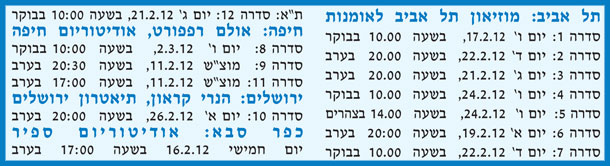 תל אביב: מוזיאון תל אביב לאומנות
סדרה 1: יום ו' 17.2.12, בשעה 10.00 בבוקר
סדרה 2: יום ד' 22.2.12, בשעה 20.00 בערב
סדרה 3: יום ג' 21.2.12, בשעה 20.00 בערב
סדרה 4: יום ו' 24.2.12, בשעה 10.00 בבוקר
סדרה 5: יום ו' 24.2.12, בשעה 14.00 בצהרים
סדרה 6: יום א' 19.2.12, בשעה 20:00 בערב
סדרה 7: יום ד' 22.2.12, בשעה 10.00 בבוקר
ת"א: סדרה 12: יום ג' 21.2.12, בשעה 10:00 בבוקר
חיפה: אולם רפפורט, אודיטוריום חיפה
סדרה 8: יום ו' 2.3.12, בשעה 10:00 בבוקר
סדרה 9: מוצ"ש 11.2.12, בשעה 20:30 בערב
סדרה 11: מוצ"ש 11.2.12, בשעה 17:00 בערב
ירושלים: הנרי קראון, תיאטרון ירושלים
סדרה 10: יום א' 26.2.12, בשעה 20:00 בערב
כפר סבא: אודיטוריום ספיר
יום חמישי 16.2.12 בשעה 17:00 בערב